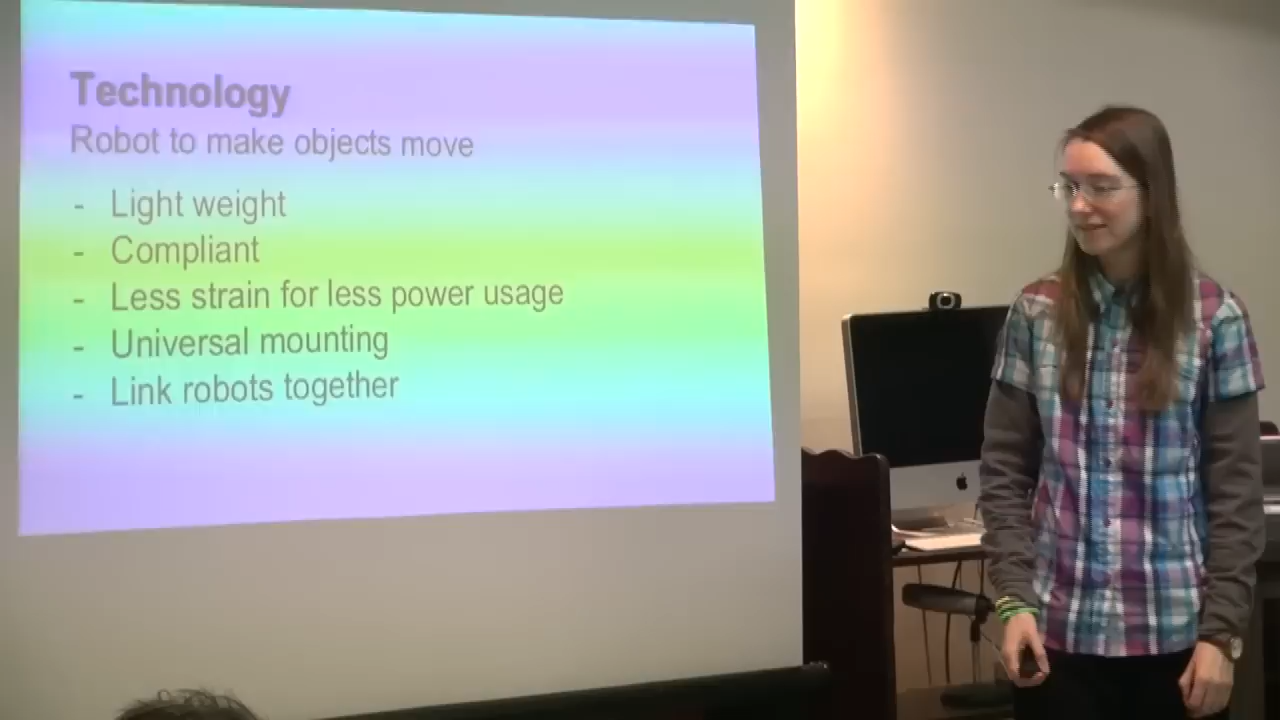 Technology
Robot to make objects move
- Light weight
- Compliant
- Less strain for less power usage
- Universal mounting
- Link robots together